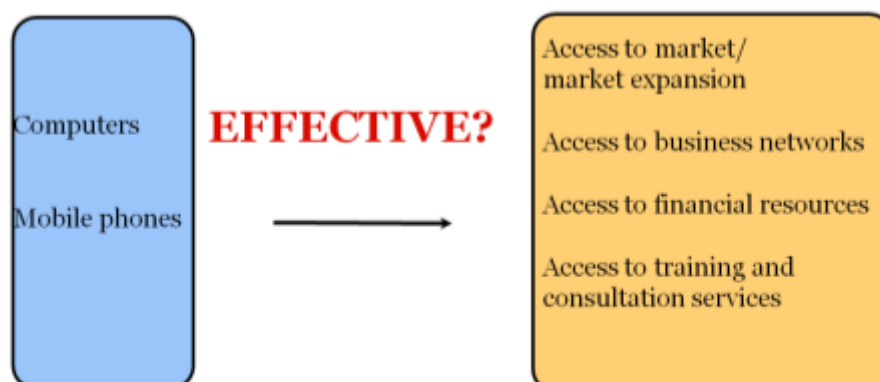 Computers
Mobile phones
EFFECTIVE?
Access to market/
market expansion
Access to business networks
Access to financial resources
Access to training and
consultation services